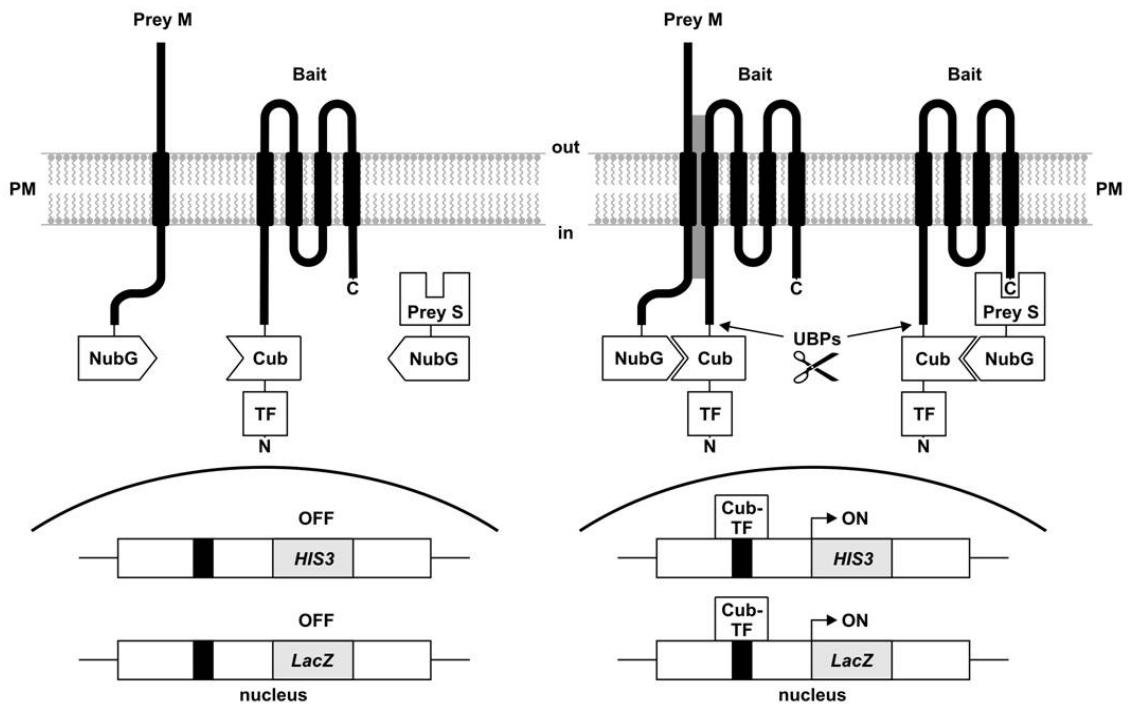 Prey M
Bait
PM
C
Prey S
NubG
Cub
NubG
TF
N
OFF
HIS3
OFF
LacZ
nucleus
out
in
Prey M
Bait
Bait
PM
C
C
Prey S
UBPs
NubG
Cub
Cub
NubG
TF
N
TF
N
Cub-
TF
ON
HIS3
Cub-
TF
ON
LacZ
nucleus